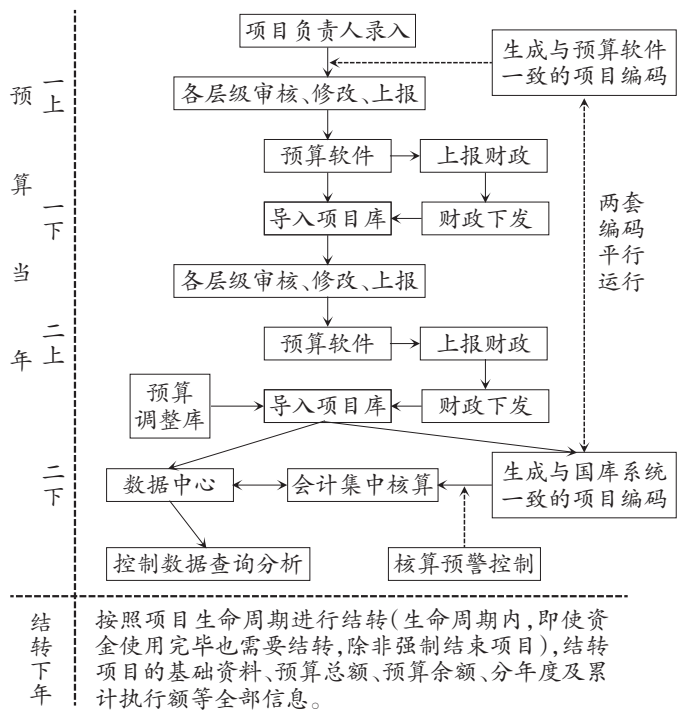 项目负责人录入
生成与预算软件
一致的项目编码
预算当年
一上
各层级审核、修改、上报
预算软件
上报财政
一下
导入项目库
财政下发
两套
编码
平行
运行
各层级审核、修改、上报
二上
预算软件
上报财政
预算
调整库
导入项目库
财政下发
二下
数据中心
会计集中核算
生成与国库系统
一致的项目编码
控制数据查询分析
核算预警控制
结转下年
按照项目生命周期进行结转(生命周期内,即使资
金使用完毕也需要结转,除非强制结束项目),结转
项目的基础资料、预算总额、预算余额、分年度及累
计执行额等全部信息。